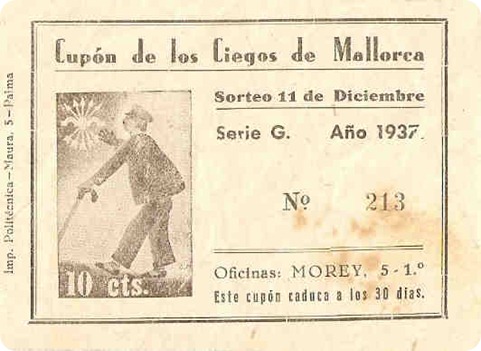 Cupón de los Ciegos de Mallorca
Sorteo 11 de Diciembre
Serie G. Año 1937.
Nº 213
10 cts.
Oficinas: MOREY, 5-1.º
Este cupón caduca a los 30 dias.
Imp. Politécnica-Maura, 5-Palma